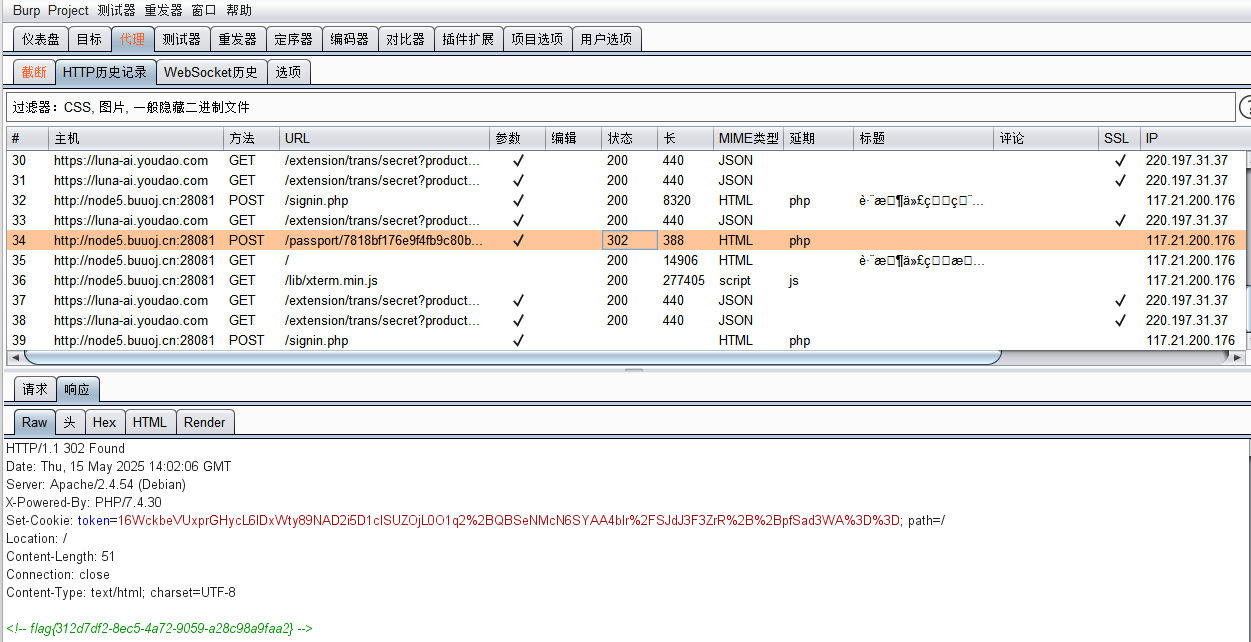 Burp Project 测试器 重发器 窗口 帮助
仪表盘 目标 代理 测试器 重发器 定序器 编码器 对比器 插件扩展 项目选项 用户选项
截断 HTTP历史记录 WebSocket历史 选项
过滤器：CSS, 图片, 一般隐藏二进制文件
# 主机 方法 URL 参数 编辑 状态 长 MIME类型 延期 标题 评论 SSL IP
30 https://luna-ai.youdao.com GET /extension/trans/secret?product... ✓ 200 440 JSON ✓ 220.197.31.37
31 https://luna-ai.youdao.com GET /extension/trans/secret?product... ✓ 200 440 JSON ✓ 220.197.31.37
32 http://node5.buuoj.cn:28081 POST /signin.php ✓ 200 8320 HTML php 117.21.200.176
33 https://luna-ai.youdao.com GET /extension/trans/secret?product... ✓ 200 440 JSON ✓ 220.197.31.37
34 http://node5.buuoj.cn:28081 POST /passport/7818bf176e9f4fb9c80b... ✓ 302 388 HTML php 117.21.200.176
35 http://node5.buuoj.cn:28081 GET / 200 14906 HTML 117.21.200.176
36 http://node5.buuoj.cn:28081 GET /lib/xterm.min.js 200 277405 script js 117.21.200.176
37 https://luna-ai.youdao.com GET /extension/trans/secret?product... ✓ 200 440 JSON ✓ 220.197.31.37
38 https://luna-ai.youdao.com GET /extension/trans/secret?product... ✓ 200 440 JSON ✓ 220.197.31.37
39 http://node5.buuoj.cn:28081 POST /signin.php ✓ HTML php 117.21.200.176
请求 响应
Raw 头 Hex HTML Render
HTTP/1.1 302 Found
Date: Thu, 15 May 2025 14:02:06 GMT
Server: Apache/2.4.54 (Debian)
X-Powered-By: PHP/7.4.30
Set-Cookie: token=; path=/
Location: /
Content-Length: 51
Connection: close
Content-Type: text/html; charset=UTF-8
<!-- flag{312d7df2-8ec5-4a72-9059-a28c98a9faa2} -->